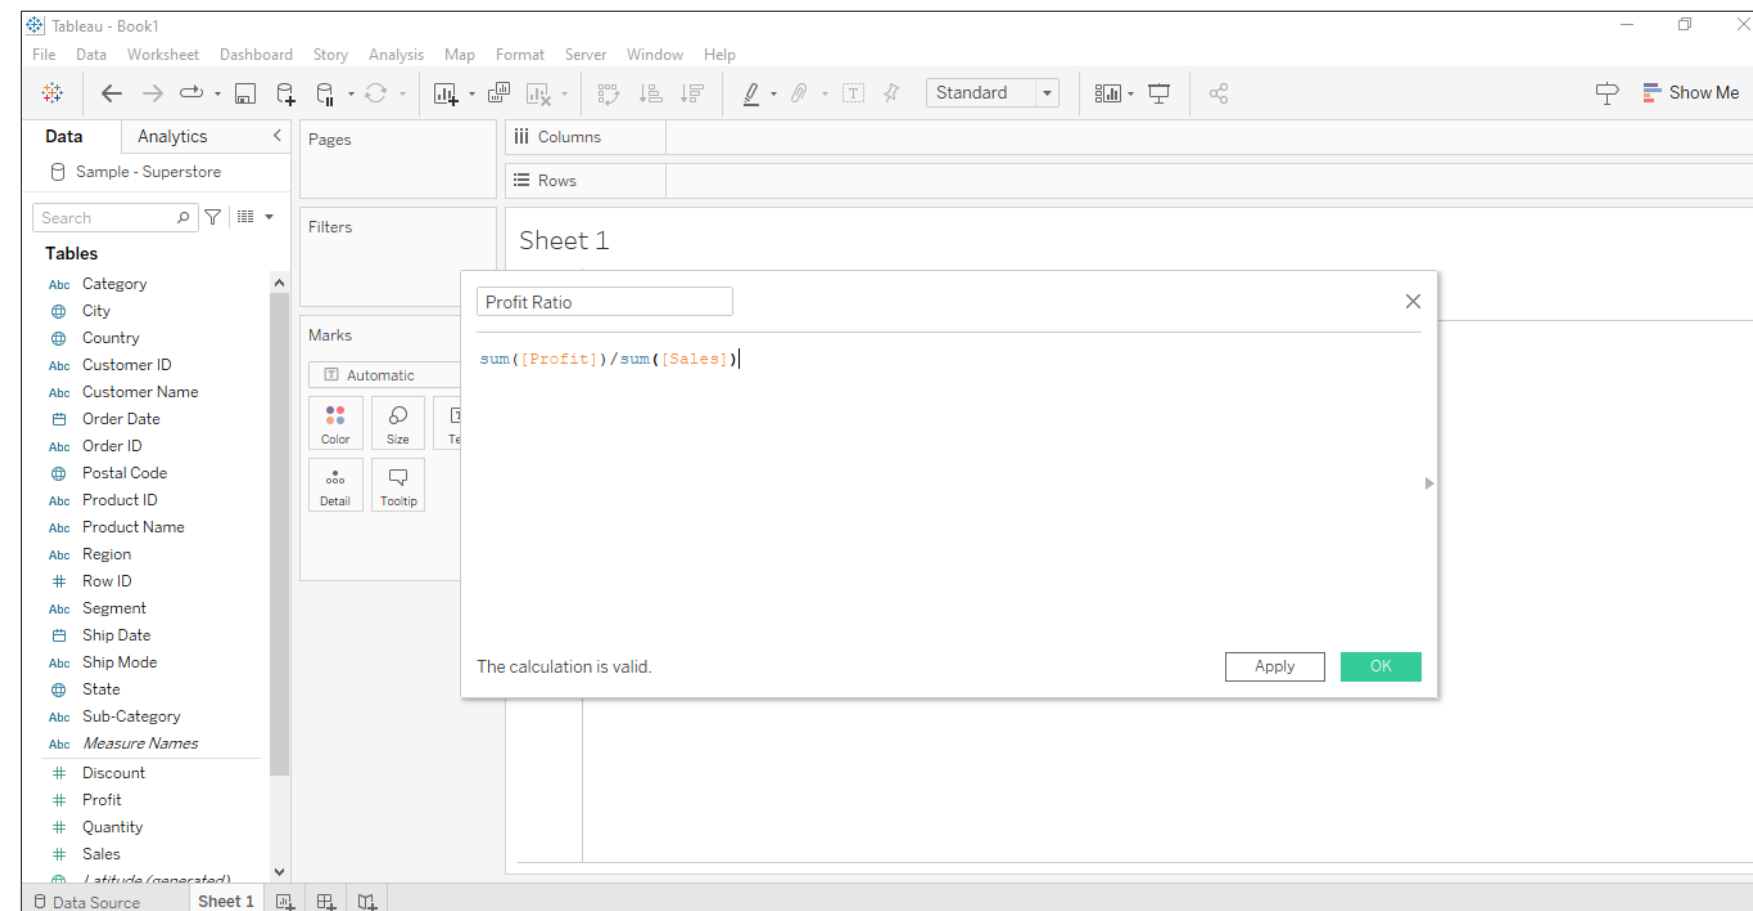 Tableau - Book1
File Data Worksheet Dashboard Story Analysis Map Format Server Window Help
Standard
Show Me
Data Analytics
Sample - Superstore
Search
Tables
Abc Category
City
Country
Abc Customer ID
Abc Customer Name
Order Date
Abc Order ID
Postal Code
Abc Product ID
Abc Product Name
Abc Region
# Row ID
Abc Segment
Ship Date
Abc Ship Mode
State
Abc Sub-Category
Abc Measure Names
# Discount
# Profit
# Quantity
# Sales
Latitude (generated)
Pages
Filters
Marks
Automatic
Color Size Te
Detail Tooltip
Columns
Rows
Sheet 1
Profit Ratio
sum([Profit])/sum([Sales])
The calculation is valid.
Apply OK
Data Source Sheet 1